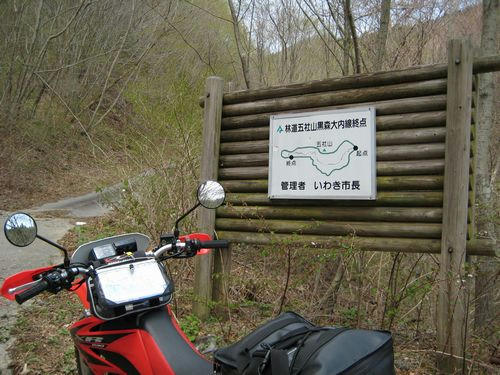 林道五社山黒森大内線終点
五社山
起点
終点
管理者 いわき市長